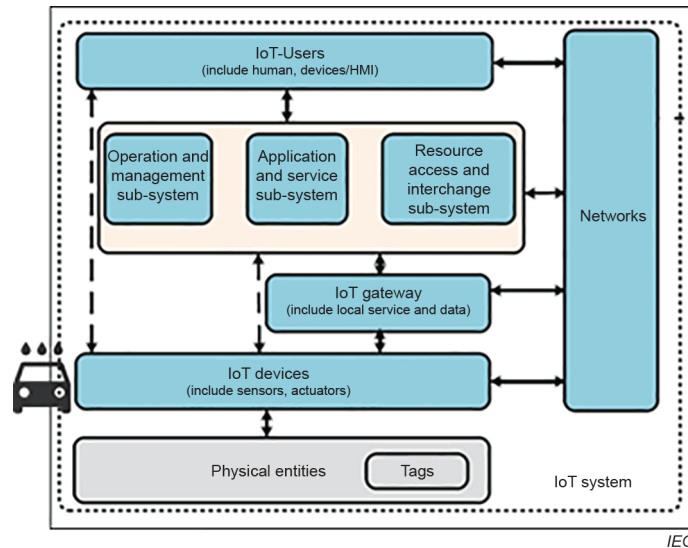 IoT-Users
(include human, devices/HMI)
Operation and
management
sub-system
Application
and service
sub-system
Resource
access and
interchange
sub-system
Networks
IoT gateway
(include local service and data)
IoT devices
(include sensors, actuators)
Physical entities
Tags
IoT system
IEC